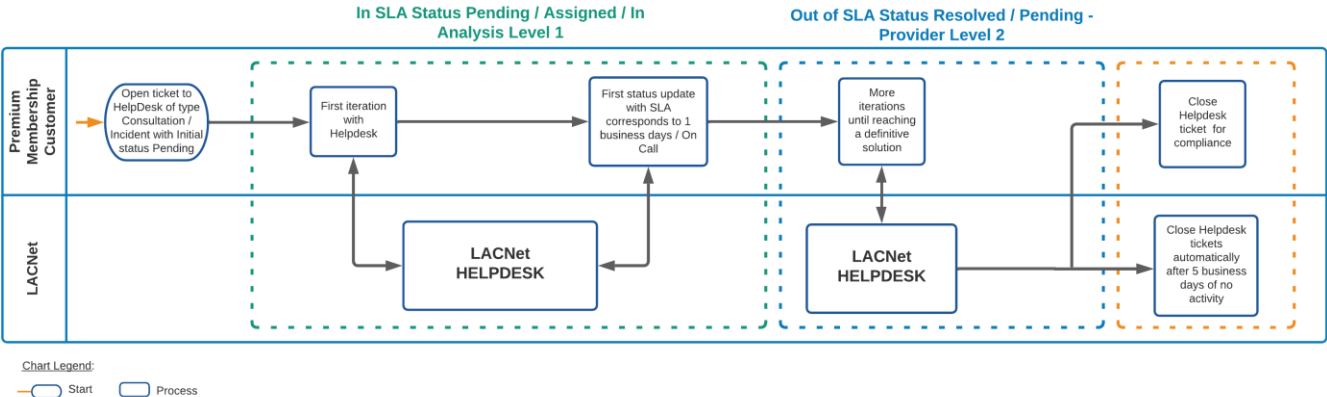 In SLA Status Pending / Assigned / In
Analysis Level 1
Out of SLA Status Resolved / Pending -
Provider Level 2
Premium
Membership
Customer
Open ticket to
HelpDesk of type
Consultation /
Incident with Initial
status Pending
First iteration
with
Helpdesk
First status update
with SLA
corresponds to 1
business days / On
Call
More
iterations
until reaching
a definitive
solution
Close
Helpdesk
ticket for
compliance
LACNet
LACNet
HELPDESK
LACNet
HELPDESK
Close Helpdesk
tickets
automatically
after 5 business
days of no
activity
Chart Legend:
Start
Process